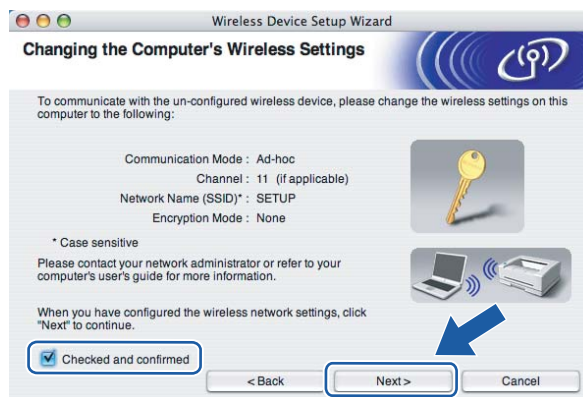 Wireless Device Setup Wizard
Changing the Computer's Wireless Settings
To communicate with the un-configured wireless device, please change the wireless settings on this
computer to the following:
Communication Mode : Ad-hoc
Channel : 11 (if applicable)
Network Name (SSID)* : SETUP
Encryption Mode : None
* Case sensitive
Please contact your network administrator or refer to your
computer's user's guide for more information.
When you have configured the wireless network settings, click
"Next" to continue.
Checked and confirmed
< Back Next > Cancel